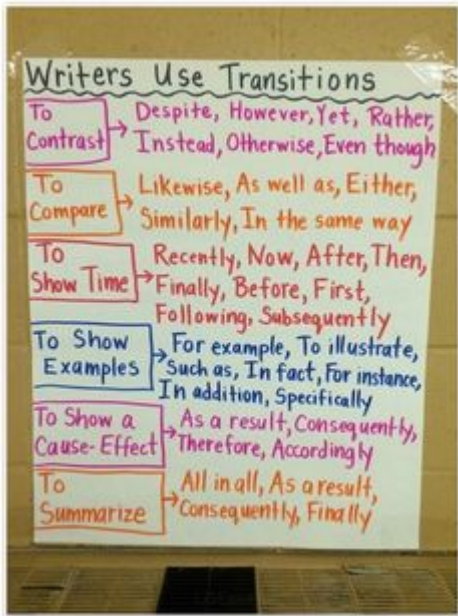 Writers Use Transitions
To
Contrast
Despite, However, Yet, Rather,
Instead, Otherwise, Even though
To
Compare
Likewise, As well as, Either,
Similarly, In the same way
To
Show Time
Recently, Now, After, Then,
Finally, Before, First,
Following, Subsequently
To Show
Examples
For example, To illustrate,
Such as, In fact, For instance,
In addition, Specifically
To Show a
Cause-Effect
As a result, Consequently,
Therefore, Accordingly
To
Summarize
All in all, As a result,
Consequently, Finally